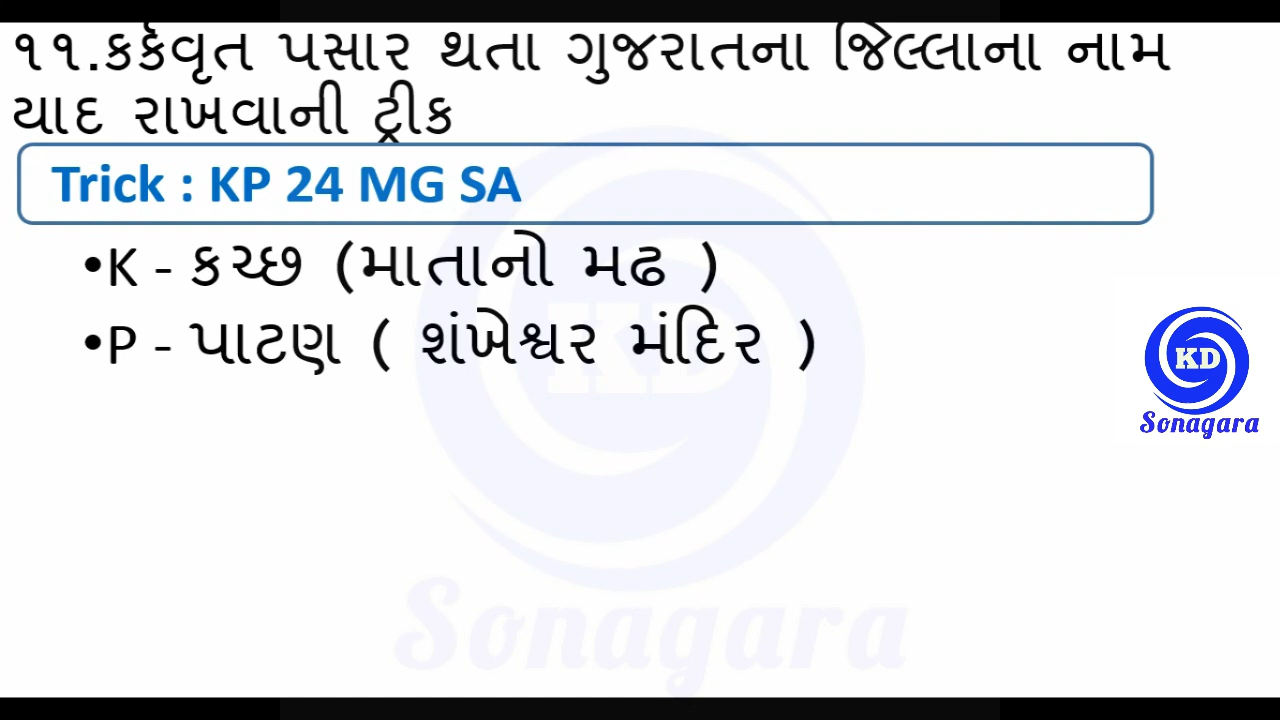 ૧૧.કર્કવૃત પસાર થતા ગુજરાતના જિલ્લાના નામ
યાદ રાખવાની ટ્રીક
Trick : KP 24 MG SA
•K - કચ્છ (માતાનો મઢ )
•P - પાટણ ( શંખેશ્વર મંદિર )
KD
Sonagara
KD
Sonagara